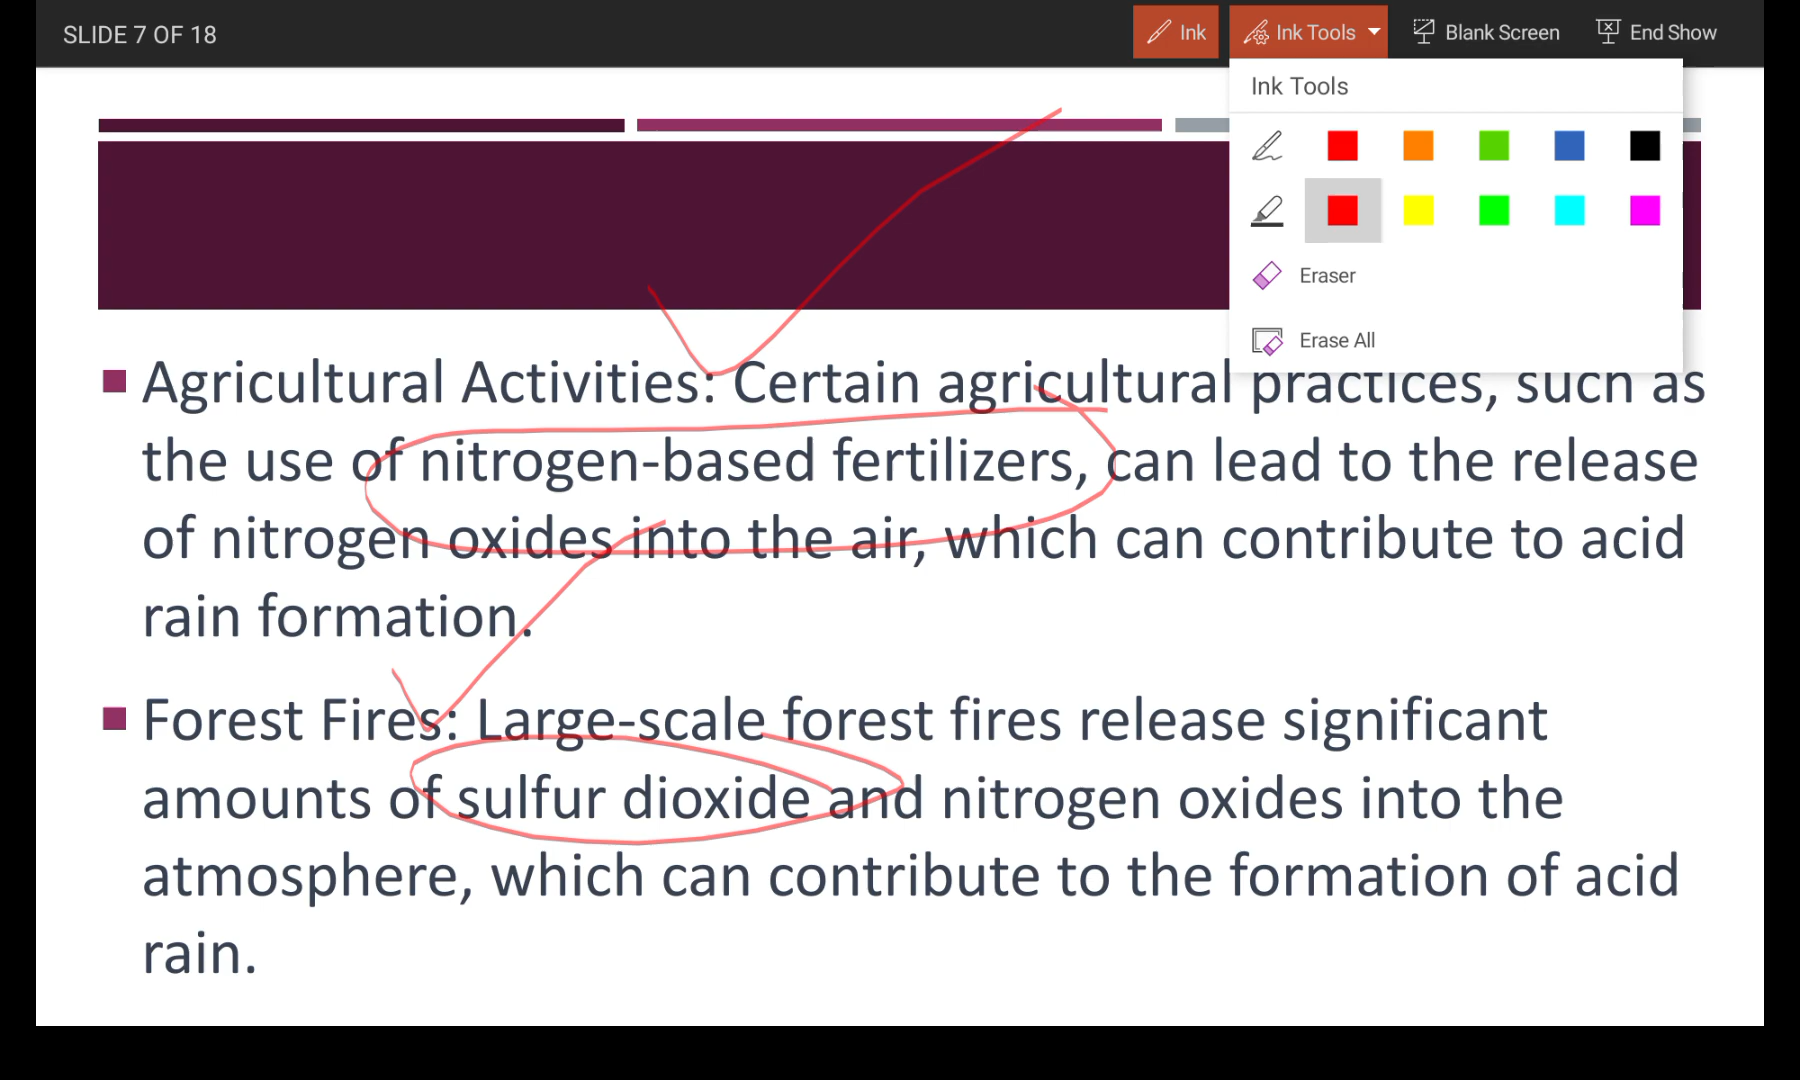 SLIDE 7 OF 18
Ink
Ink Tools
Blank Screen
End Show
Ink Tools
Eraser
Erase All
Agricultural Activities: Certain agricultural practices, such as
the use of nitrogen-based fertilizers, can lead to the release
of nitrogen oxides into the air, which can contribute to acid
rain formation.
Forest Fires: Large-scale forest fires release significant
amounts of sulfur dioxide and nitrogen oxides into the
atmosphere, which can contribute to the formation of acid
rain.